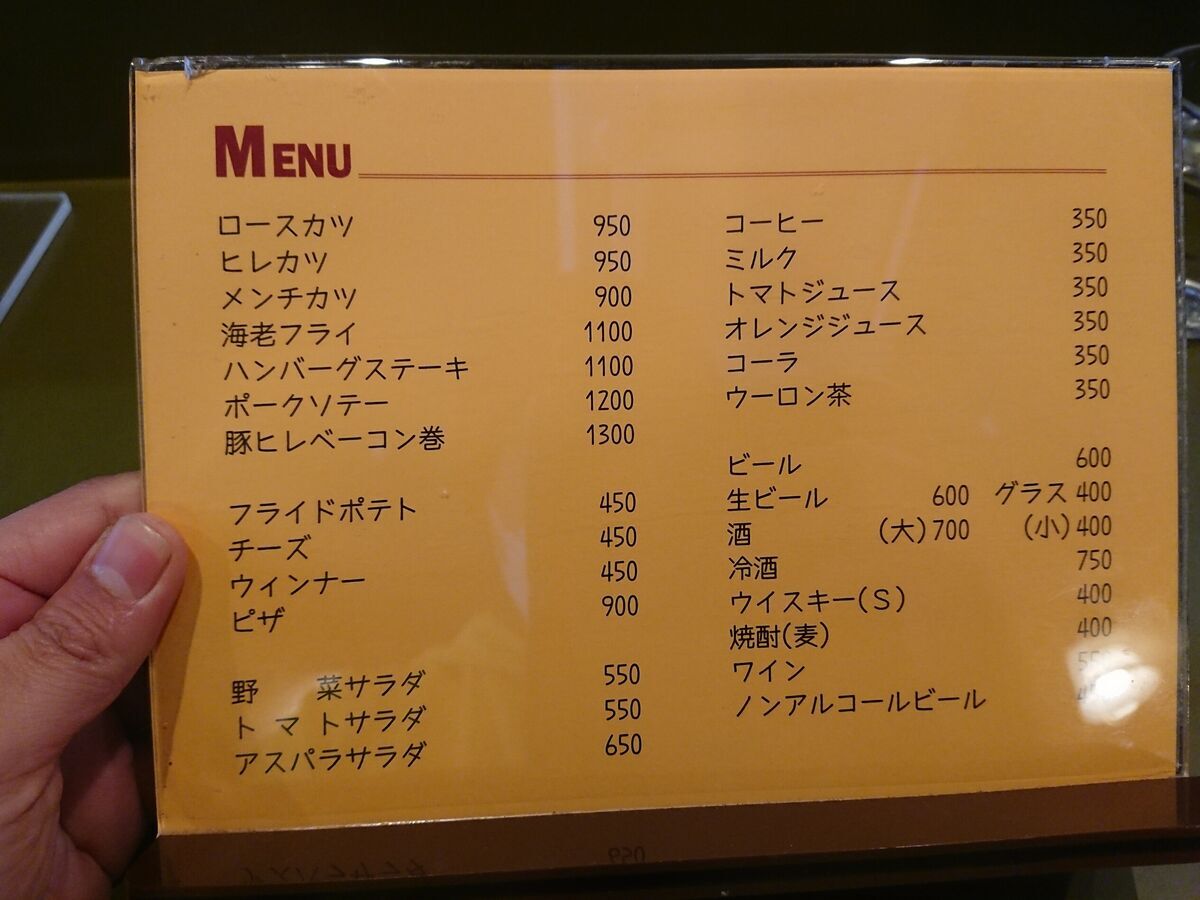 MENU
ロースカツ 950
ヒレカツ 950
メンチカツ 900
海老フライ 1100
ハンバーグステーキ 1100
ポークソテー 1200
豚ヒレベーコン巻 1300
フライドポテト 450
チーズ 450
ウィンナー 450
ピザ 900
野 菜サラダ 550
ト マ トサラダ 550
アスパラサラダ 650
コーヒー 350
ミルク 350
トマトジュース 350
オレンジジュース 350
コーラ 350
ウーロン茶 350
ビール 600
生ビール 600 グラス 400
酒 (大)700 (小)400
冷酒 750
ウイスキー(S) 400
焼酎(麦) 400
ワイン
ノンアルコールビール